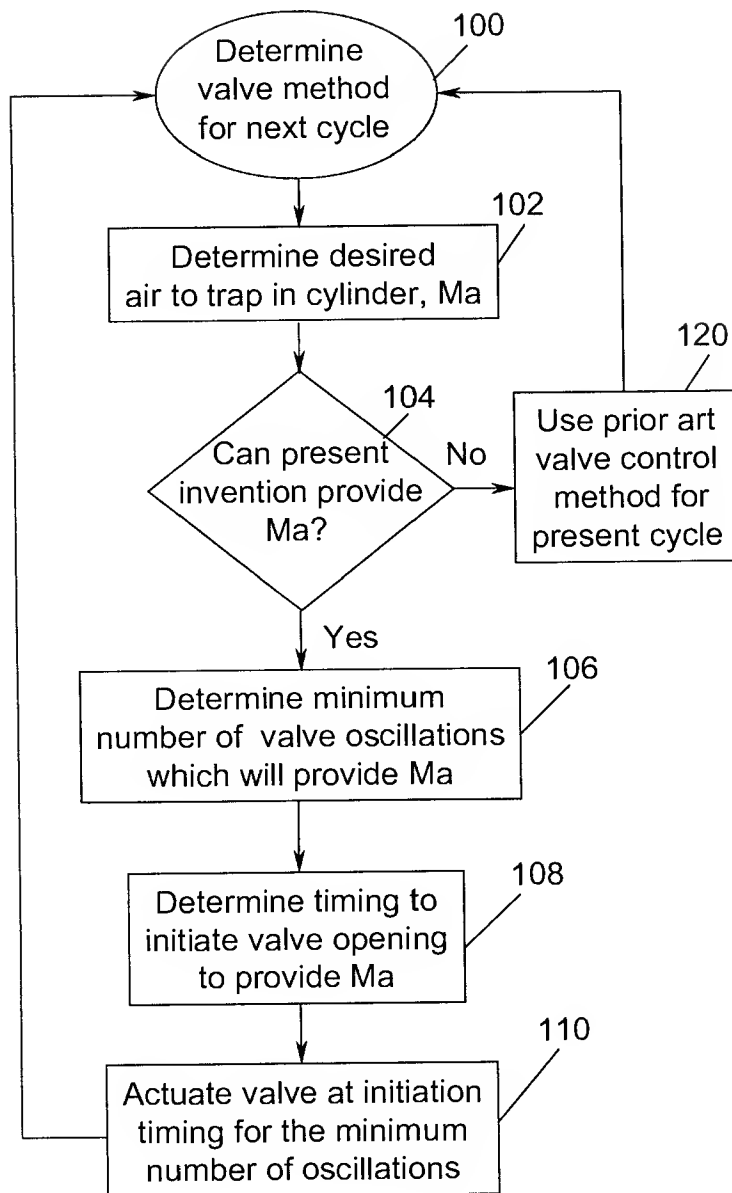 100
Determine
valve method
for next cycle
102
Determine desired
air to trap in cylinder, Ma
104
Can present
invention provide
Ma?
No
120
Use prior art
valve control
method for
present cycle
Yes
106
Determine minimum
number of valve oscillations
which will provide Ma
108
Determine timing to
initiate valve opening
to provide Ma
110
Actuate valve at initiation
timing for the minimum
number of oscillations